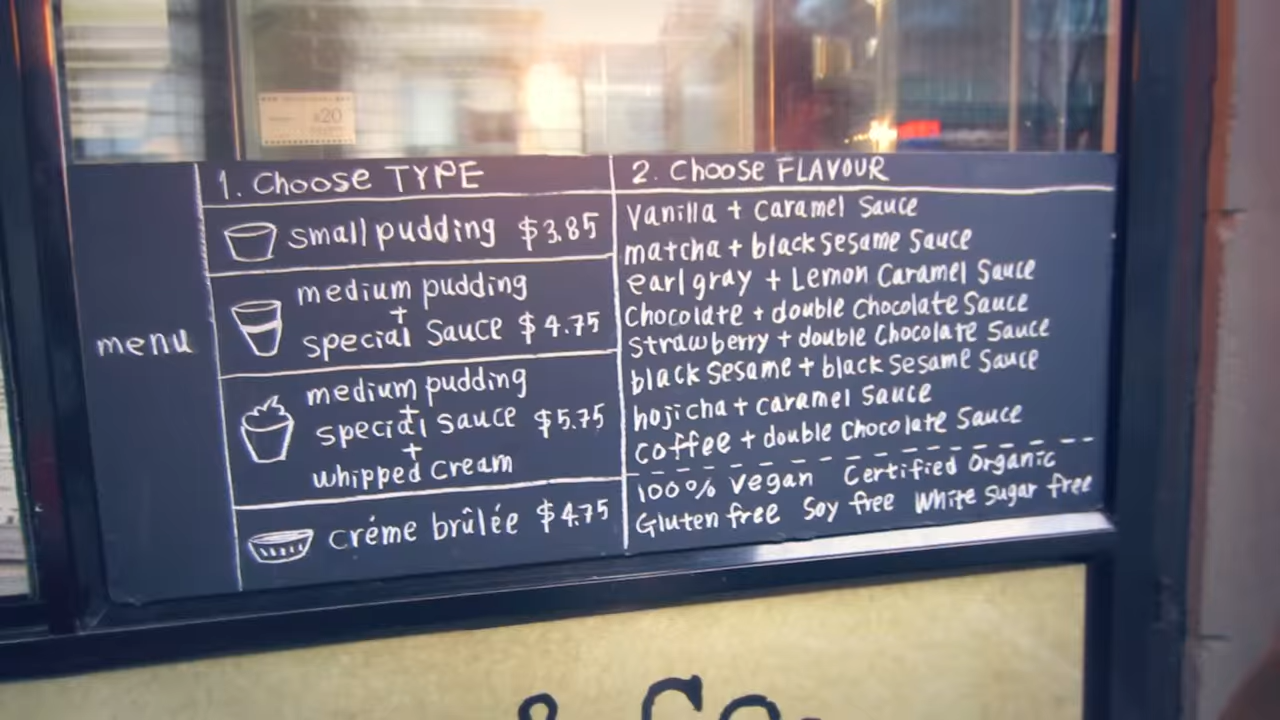 $20
menu
1. Choose TYPE
small pudding $3.85
medium pudding
+
special sauce $4.75
medium pudding
+
special sauce $5.75
+
whipped cream
créme brûlée $4.75
2. Choose FLAVOUR
Vanilla + Caramel Sauce
matcha + black sesame sauce
earl gray + Lemon Caramel Sauce
Chocolate + double Chocolate Sauce
Strawberry + double Chocolate Sauce
black sesame + black sesame Sauce
hojicha + caramel Sauce
coffee + double Chocolate Sauce
100% vegan Certified Organic
Gluten free Soy free White sugar free
& Co.